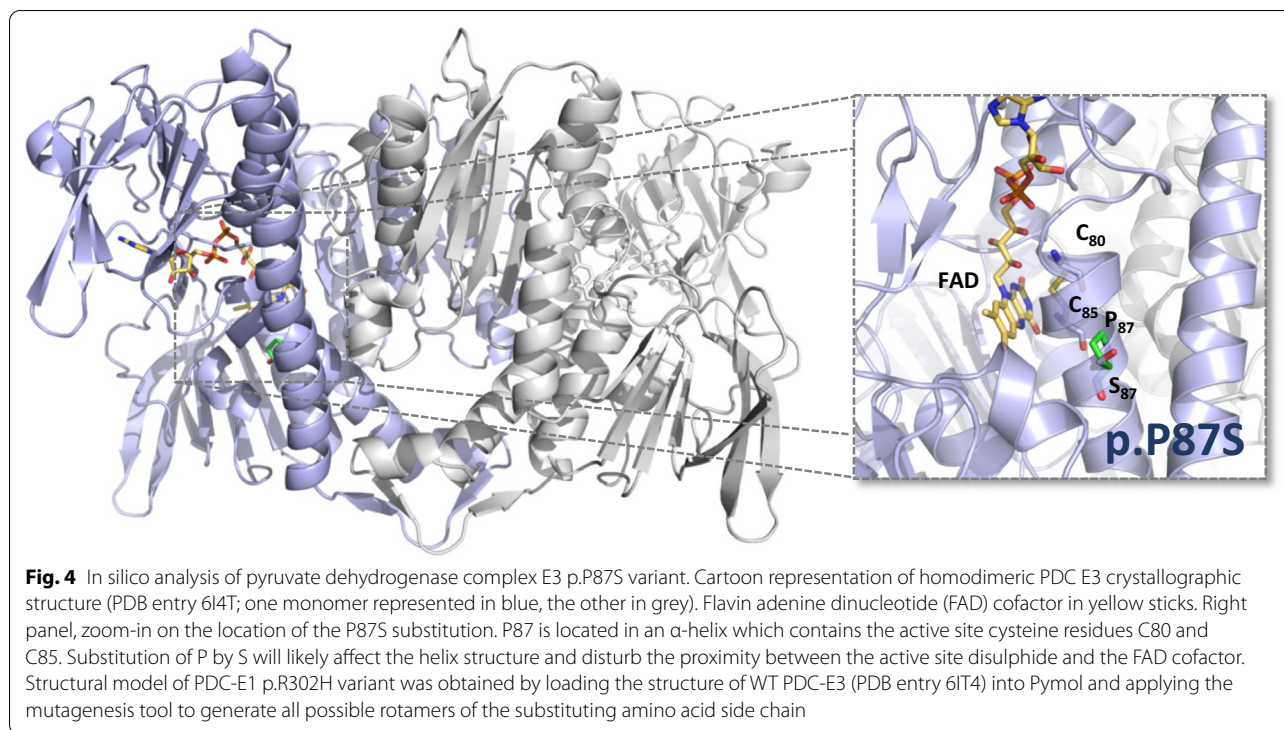 C80
C85
P87
FAD
S87
p.P87S
Fig. 4 In silico analysis of pyruvate dehydrogenase complex E3 p.P87S variant. Cartoon representation of homodimeric PDC E3 crystallographic
structure (PDB entry 6I4T; one monomer represented in blue, the other in grey). Flavin adenine dinucleotide (FAD) cofactor in yellow sticks. Right
panel, zoom-in on the location of the P87S substitution. P87 is located in an α-helix which contains the active site cysteine residues C80 and
C85. Substitution of P by S will likely affect the helix structure and disturb the proximity between the active site disulphide and the FAD cofactor.
Structural model of PDC-E1 p.R302H variant was obtained by loading the structure of WT PDC-E3 (PDB entry 6IT4) into Pymol and applying the
mutagenesis tool to generate all possible rotamers of the substituting amino acid side chain